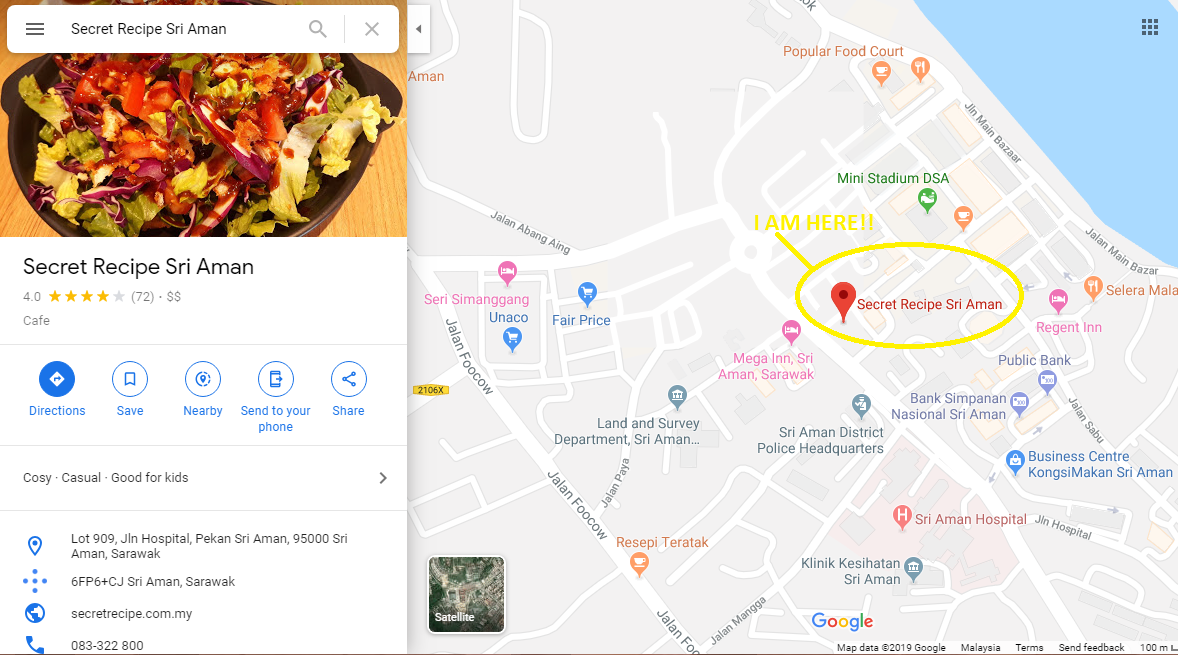 Secret Recipe Sri Aman
Secret Recipe Sri Aman
4.0 (72) · $$
Cafe
Directions
Save
Nearby
Send to your
phone
Share
Cosy · Casual · Good for kids
Lot 909, Jln Hospital, Pekan Sri Aman, 95000 Sri
Aman, Sarawak
6FP6+CJ Sri Aman, Sarawak
secretrecipe.com.my
083-322 800
Aman
Popular Food Court
Jln Main Bazaar
Mini Stadium DSA
I AM HERE!!
Jalan Abang Aing
Jalan Main Bazar
Secret Recipe Sri Aman
Seri Simanggang
Unaco
Fair Price
Selera Mala
Regent Inn
Jalan Foocow
Mega Inn, Sri
Aman, Sarawak
Public Bank
2106X
Bank Simpanan
Nasional Sri Aman
Jalan Sabu
Land and Survey
Department, Sri Aman...
Sri Aman District
Police Headquarters
Business Centre
KongsiMakan Sri Aman
Jalan Paya
Jalan Foocow
Sri Aman Hospital
Jln Hospital
Resepi Teratak
Klinik Kesihatan
Sri Aman
Satellite
Jalan Mangga
Jalan Foo
Google
Map data ©2019 Google
Malaysia
Terms
Send feedback
100 m